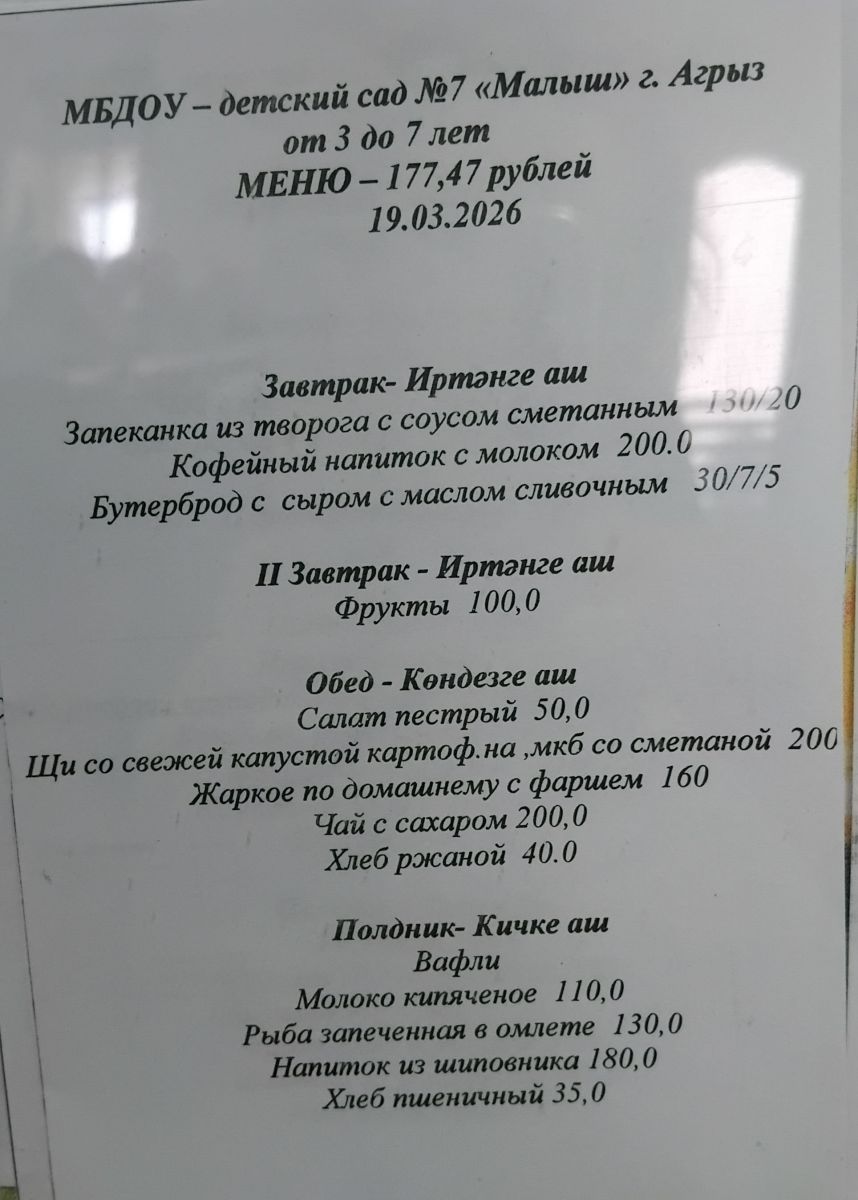 МБДОУ – детский сад №7 «Малыш» г. Агрыз
от 3 до 7 лет
МЕНЮ – 177,47 рублей
19.03.2026
Завтрак- Иртәнге аш
Запеканка из творога с соусом сметанным 130/20
Кофейный напиток с молоком 200.0
Бутерброд с сыром с маслом сливочным 30/7/5
II Завтрак - Иртәнге аш
Фрукты 100,0
Обед - Көндезге аш
Салат пестрый 50,0
Щи со свежей капустой картоф.на ,мкб со сметаной 200
Жаркое по домашнему с фаршем 160
Чай с сахаром 200,0
Хлеб ржаной 40.0
Полдник- Кичке аш
Вафли
Молоко кипяченое 110,0
Рыба запеченная в омлете 130,0
Напиток из шиповника 180,0
Хлеб пшеничный 35,0